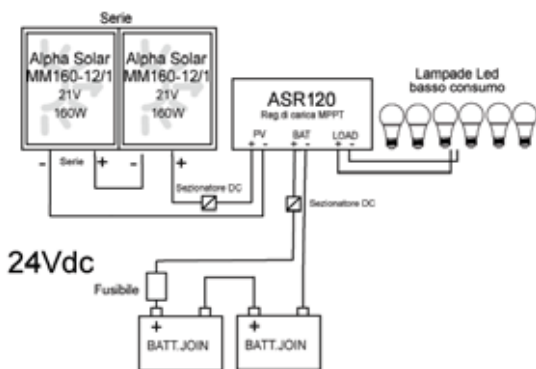 Serie
Alpha Solar
MM160-12/1
21V
160W
Alpha Solar
MM160-12/1
21V
160W
ASR120
Reg.di carica MPPT
PV BAT LOAD
+ - + - + -
Lampade Led
basso consumo
- Serie + - +
Sezionatore DC
Sezionatore DC
24Vdc
Fusibile
+
BATT.JOIN
+
BATT.JOIN